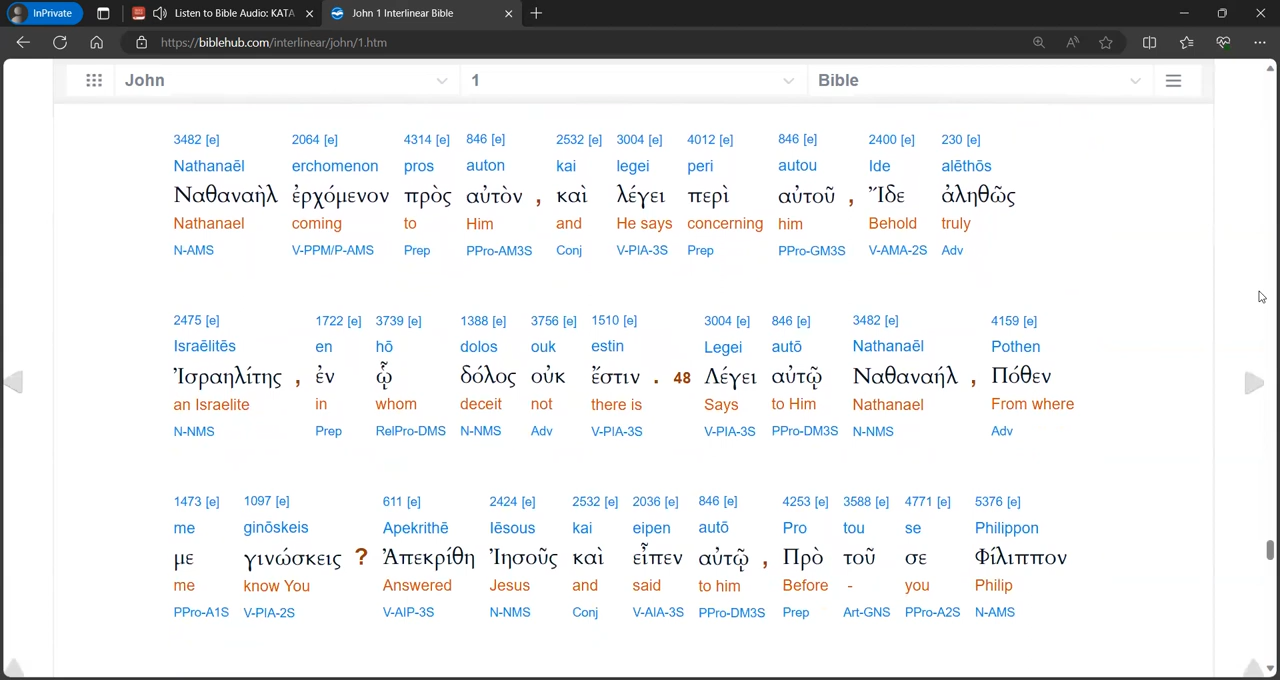 InPrivate Listen to Bible Audio: KATA John 1 Interlinear Bible
https://biblehub.com/interlinear/john/1.htm
John 1 Bible
3482 [e] 2064 [e] 4314 [e] 846 [e] 2532 [e] 3004 [e] 4012 [e] 846 [e] 2400 [e] 230 [e]
Nathanaēl erchomenon pros auton kai legei peri autou Ide alēthōs
Ναθαναὴλ ἐρχόμενον πρὸς αὐτὸν , καὶ λέγει περὶ αὐτοῦ , Ἴδε ἀληθῶς
Nathanael coming to Him and He says concerning him Behold truly
N-AMS V-PPM/P-AMS Prep PPro-AM3S Conj V-PIA-3S Prep PPro-GM3S V-AMA-2S Adv
2475 [e] 1722 [e] 3739 [e] 1388 [e] 3756 [e] 1510 [e] 3004 [e] 846 [e] 3482 [e] 4159 [e]
Israēlitēs en hō dolos ouk estin Legei autō Nathanaēl Pothen
Ἰσραηλίτης , ἐν ᾧ δόλος οὐκ ἔστιν . 48 Λέγει αὐτῷ Ναθαναήλ , Πόθεν
an Israelite in whom deceit not there is Says to Him Nathanael From where
N-NMS Prep RelPro-DMS N-NMS Adv V-PIA-3S V-PIA-3S PPro-DM3S N-NMS Adv
1473 [e] 1097 [e] 611 [e] 2424 [e] 2532 [e] 2036 [e] 846 [e] 4253 [e] 3588 [e] 4771 [e] 5376 [e]
me ginōskeis Apekrithē Iēsous kai eipen autō Pro tou se Philippon
με γινώσκεις ? Ἀπεκρίθη Ἰησοῦς καὶ εἶπεν αὐτῷ , Πρὸ τοῦ σε Φίλιππον
me know You Answered Jesus and said to him Before - you Philip
PPro-A1S V-PIA-2S V-AIP-3S N-NMS Conj V-AIA-3S PPro-DM3S Prep Art-GNS PPro-A2S N-AMS